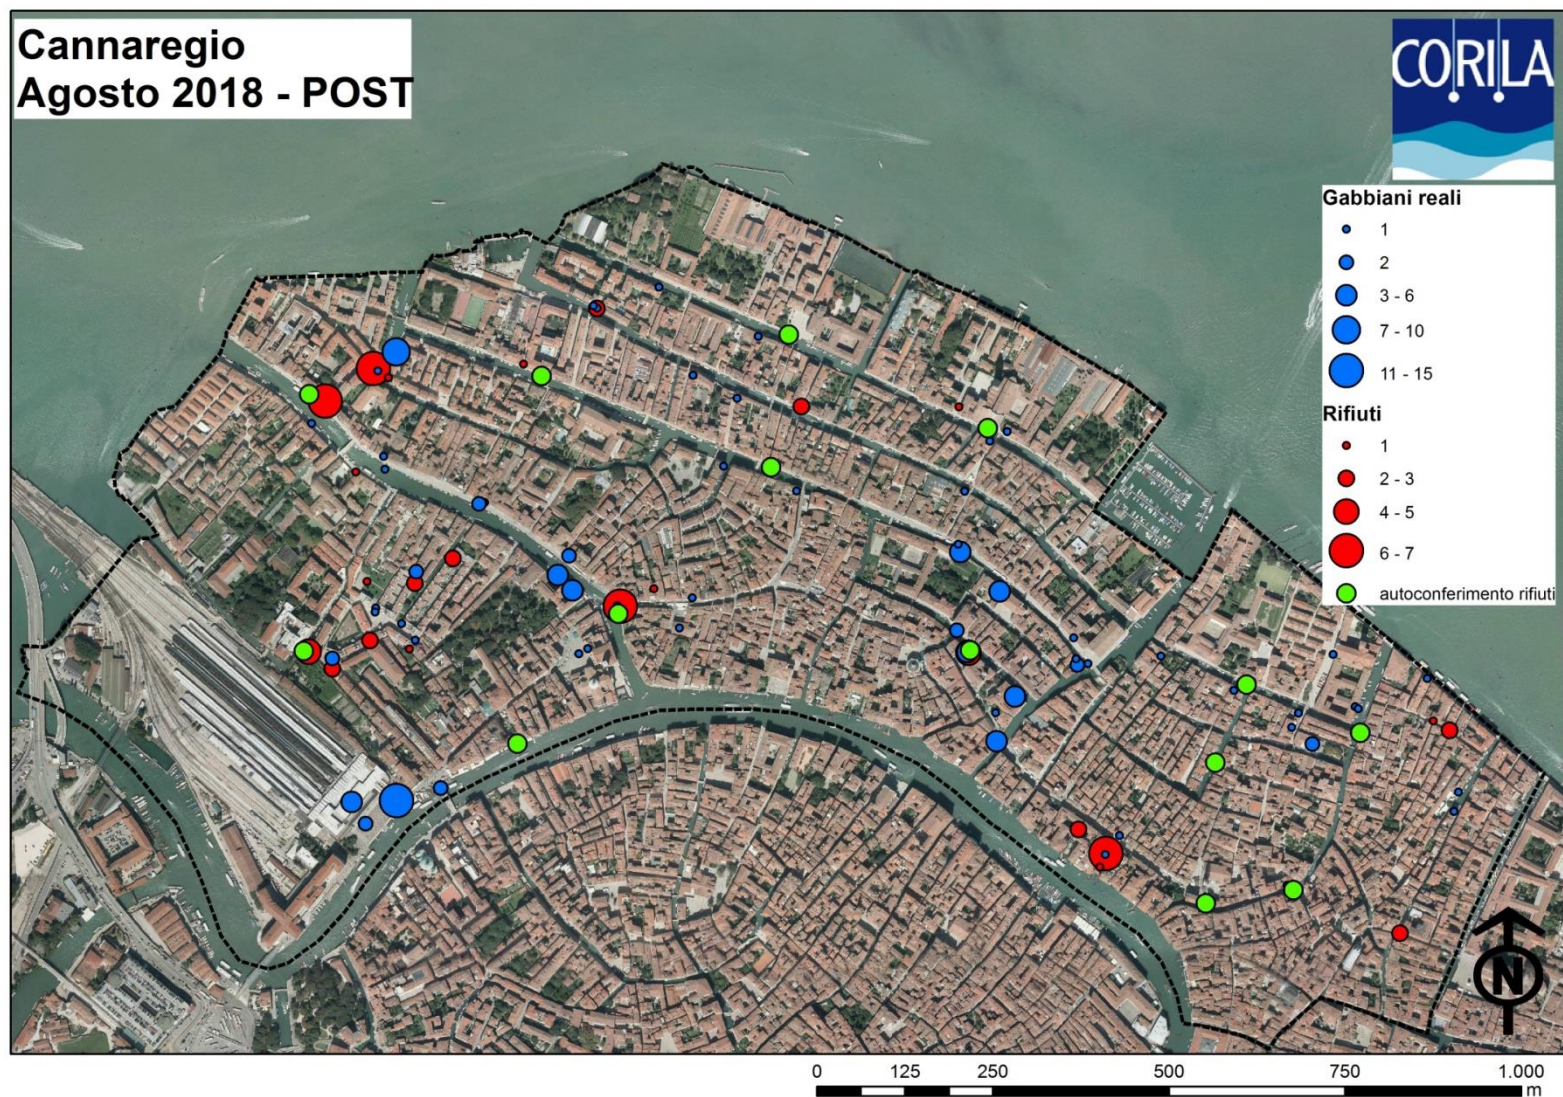 Cannaregio
Agosto 2018 - POST
CORILA
Gabbiani reali
1
2
3 - 6
7 - 10
11 - 15
Rifiuti
1
2 - 3
4 - 5
6 - 7
autoconferimento rifiuti
N
0 125 250 500 750 1.000
m